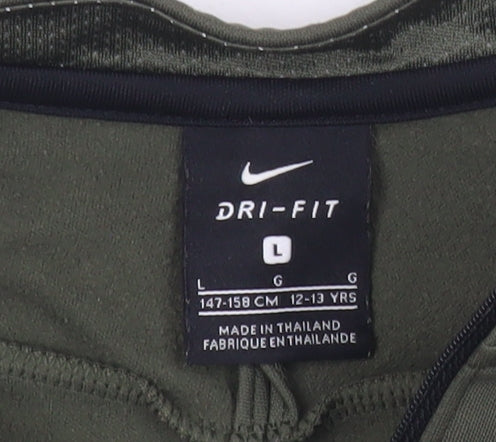 DRI-FIT
L
L G G
147-158 CM 12-13 YRS
MADE IN THAILAND
FABRIQUE EN THAILANDE